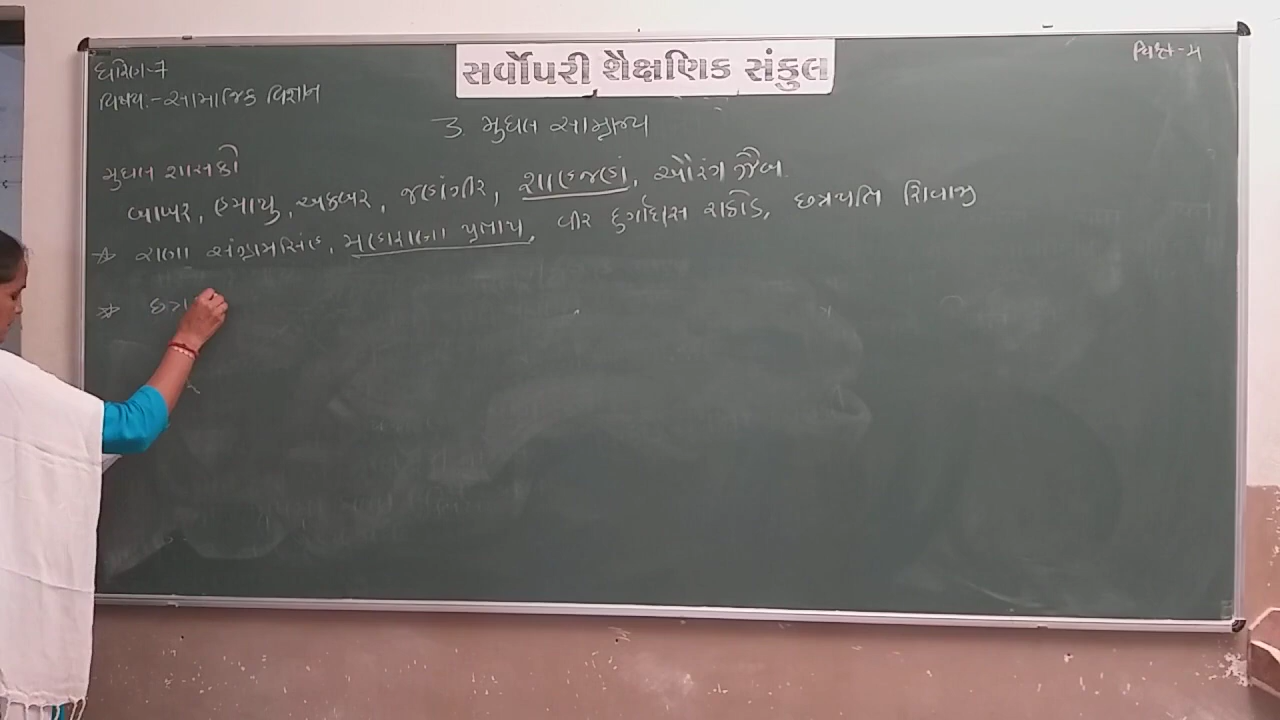 સર્વોપરી શૈક્ષણિક સંકુલ
ધોરણ-7
વિષય:-સામાજિક વિજ્ઞાન
3. મુઘલ સામ્રાજ્ય
મુઘલ શાસકો
બાબર, હુમાયુ, અકબર, જહાંગીર, શાહજહાં, ઔરંગઝેબ.
☆ રાણા સંગ્રામસિંહ, મહારાણા પ્રતાપ, વીર દુર્ગાદાસ રાઠોડ, છત્રપતિ શિવાજી
☆